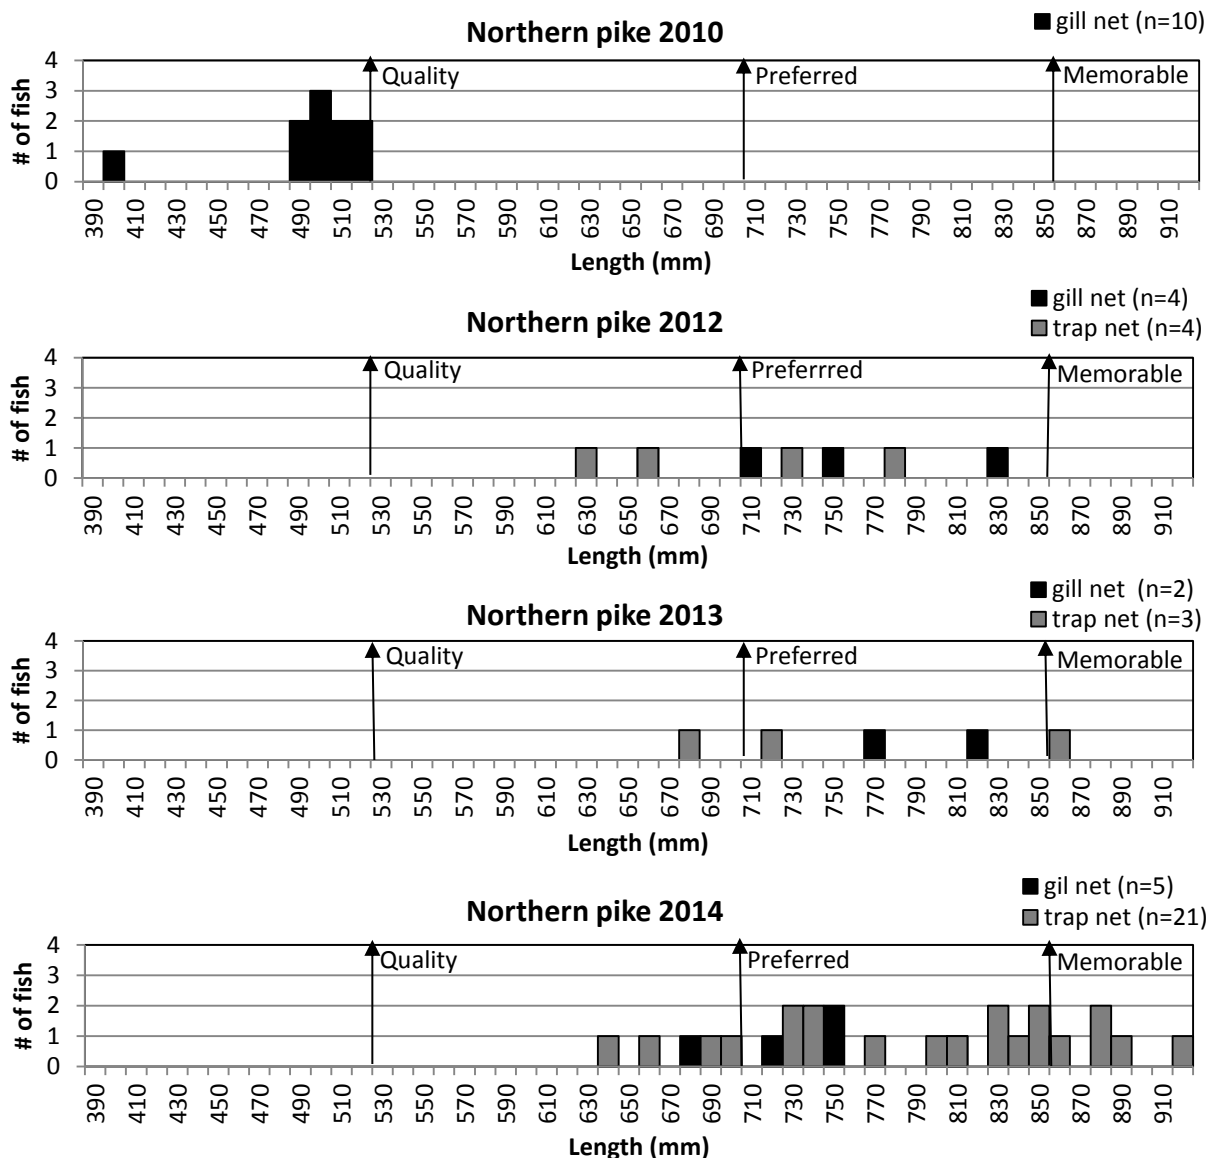 Northern pike 2010
gill net (n=10)
Quality
Preferred
Memorable
4
3
2
1
0
# of fish
390 410 430 450 470 490 510 530 550 570 590 610 630 650 670 690 710 730 750 770 790 810 830 850 870 890 910
Length (mm)
Northern pike 2012
gill net (n=4)
trap net (n=4)
Quality
Preferrred
Memorable
4
3
2
1
0
# of fish
390 410 430 450 470 490 510 530 550 570 590 610 630 650 670 690 710 730 750 770 790 810 830 850 870 890 910
Length (mm)
Northern pike 2013
gill net (n=2)
trap net (n=3)
Quality
Preferred
Memorable
4
3
2
1
0
# of fish
390 410 430 450 470 490 510 530 550 570 590 610 630 650 670 690 710 730 750 770 790 810 830 850 870 890 910
Length (mm)
Northern pike 2014
gil net (n=5)
trap net (n=21)
Quality
Preferred
Memorable
4
3
2
1
0
# of fish
390 410 430 450 470 490 510 530 550 570 590 610 630 650 670 690 710 730 750 770 790 810 830 850 870 890 910
Length (mm)